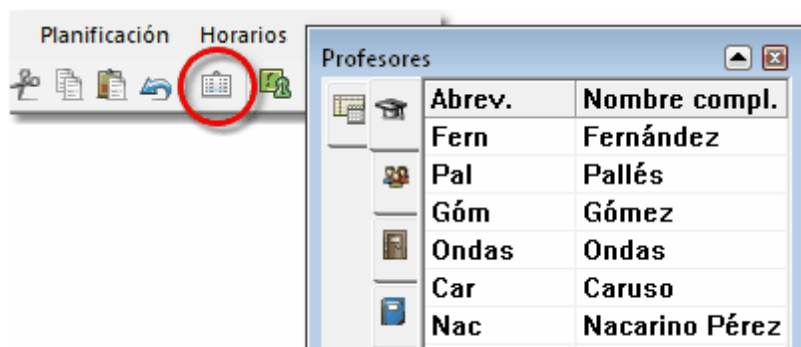 Planificación Horarios
Profesores
Abrev. Nombre compl.
Fern Fernández
Pal Pallés
Góm Gómez
Ondas Ondas
Car Caruso
Nac Nacarino Pérez